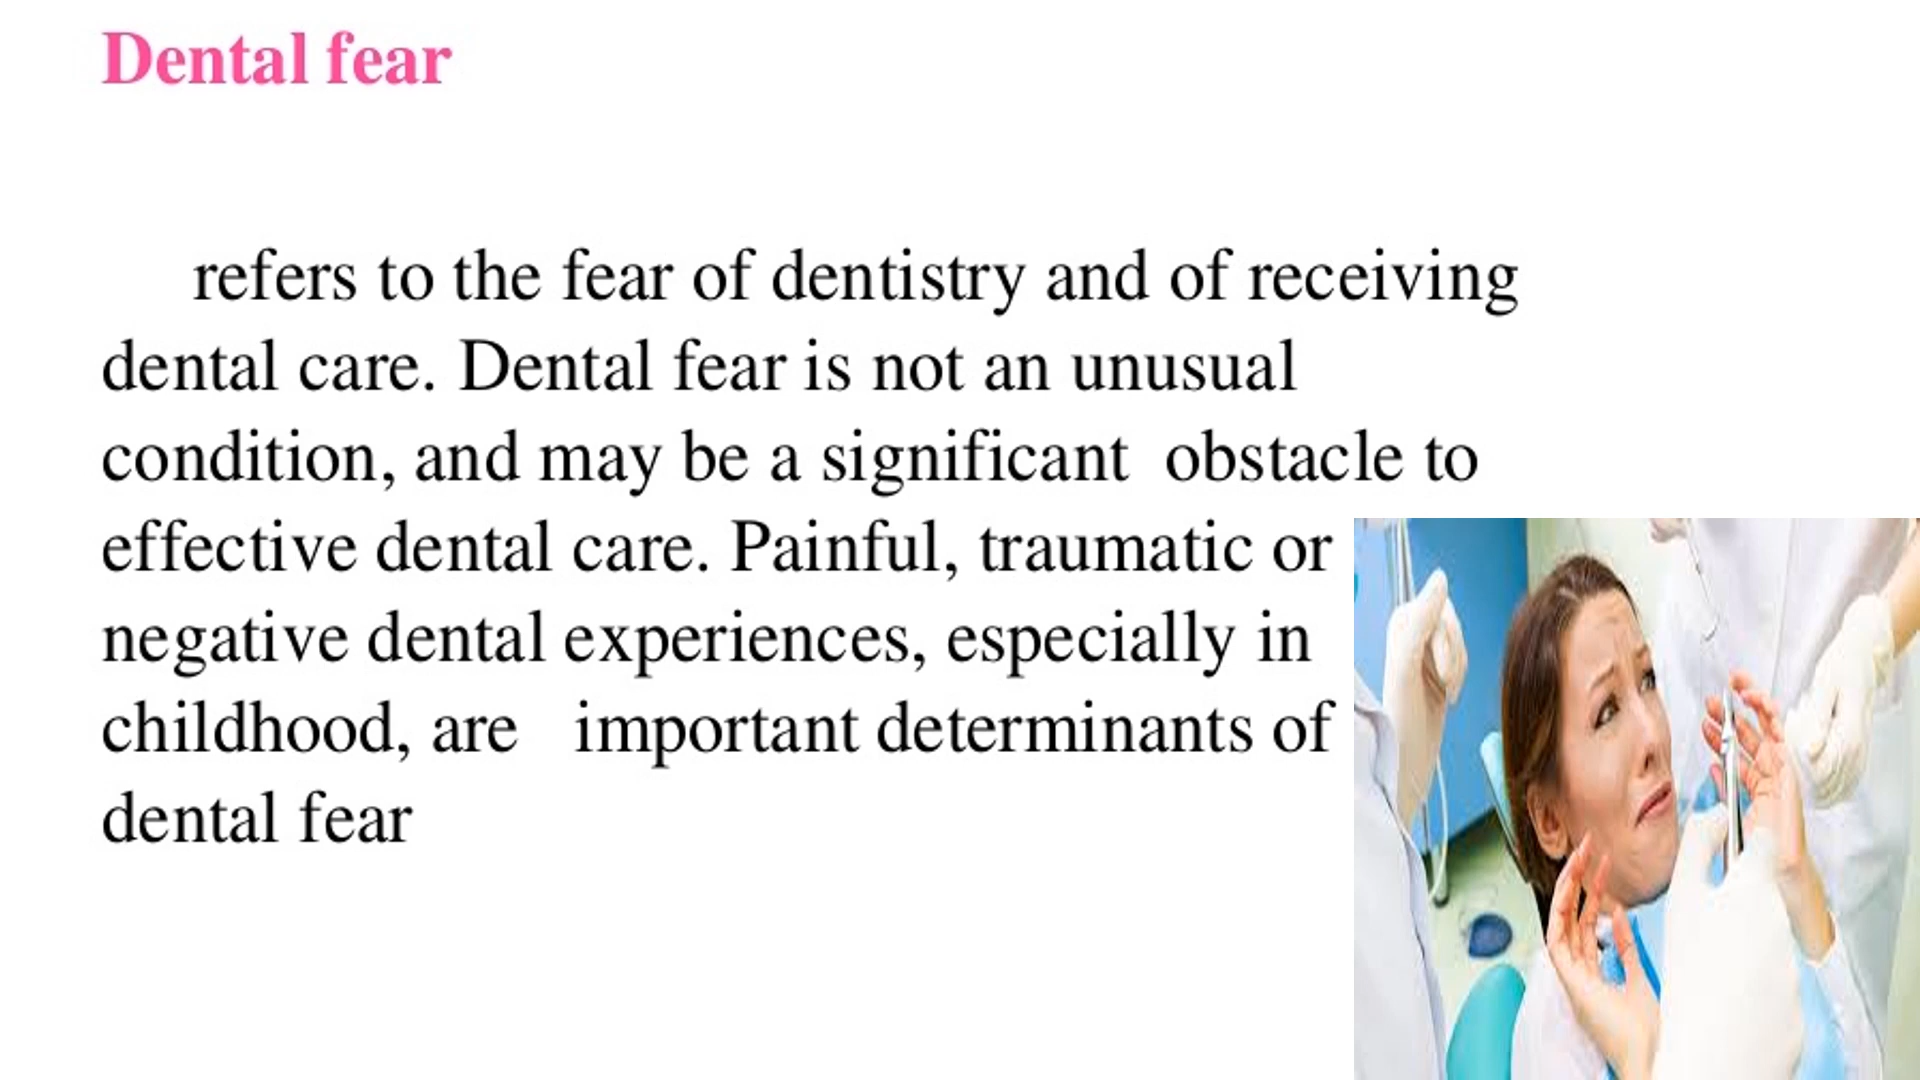 Dental fear
refers to the fear of dentistry and of receiving
dental care. Dental fear is not an unusual
condition, and may be a significant  obstacle to
effective dental care. Painful, traumatic or
negative dental experiences, especially in
childhood, are   important determinants of
dental fear